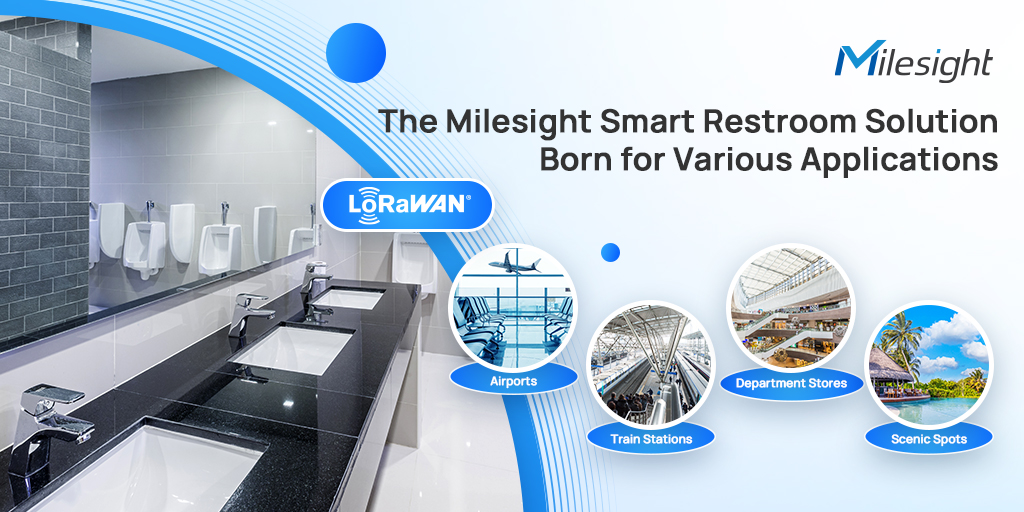 Milesight
The Milesight Smart Restroom Solution
Born for Various Applications
LoRaWAN®
Airports
Train Stations
Department Stores
Scenic Spots